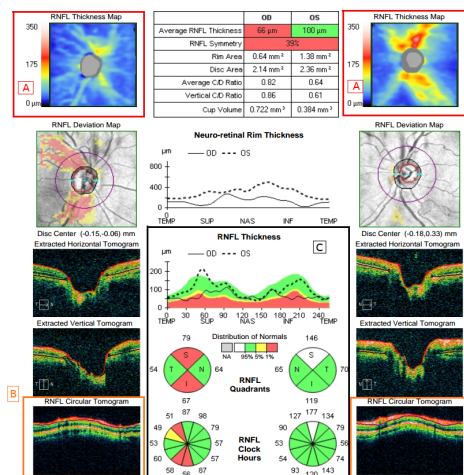 RNFL Thickness Map
350
175
0 µm
A
OD OS
Average RNFL Thickness 66 µm 100 µm
RNFL Symmetry 39%
Rim Area 0.64 mm² 1.38 mm²
Disc Area 2.14 mm² 2.36 mm²
Average C/D Ratio 0.82 0.64
Vertical C/D Ratio 0.86 0.61
Cup Volume 0.722 mm³ 0.384 mm³
RNFL Thickness Map
350
175
0 µm
A
RNFL Deviation Map
Disc Center (-0.15,-0.06) mm
Extracted Horizontal Tomogram
Extracted Vertical Tomogram
B
RNFL Circular Tomogram
Neuro-retinal Rim Thickness
µm OD OS
800
400
0
TEMP SUP NAS INF TEMP
RNFL Thickness
C
µm OD OS
200
100
0
0 30 60 90 120 150 180 210 240
TEMP SUP NAS INF TEMP
Distribution of Normals
NA 95% 5% 1%
79
S
54 T N 64
I
67
RNFL
Quadrants
146
S
65 N T 70
I
119
51 87 98
49 79
53 57
60 56
58 56 87
RNFL
Clock
Hours
127 177 134
90 79
53 56
54 74
93 120 143
RNFL Deviation Map
Disc Center (-0.18,0.33) mm
Extracted Horizontal Tomogram
Extracted Vertical Tomogram
RNFL Circular Tomogram